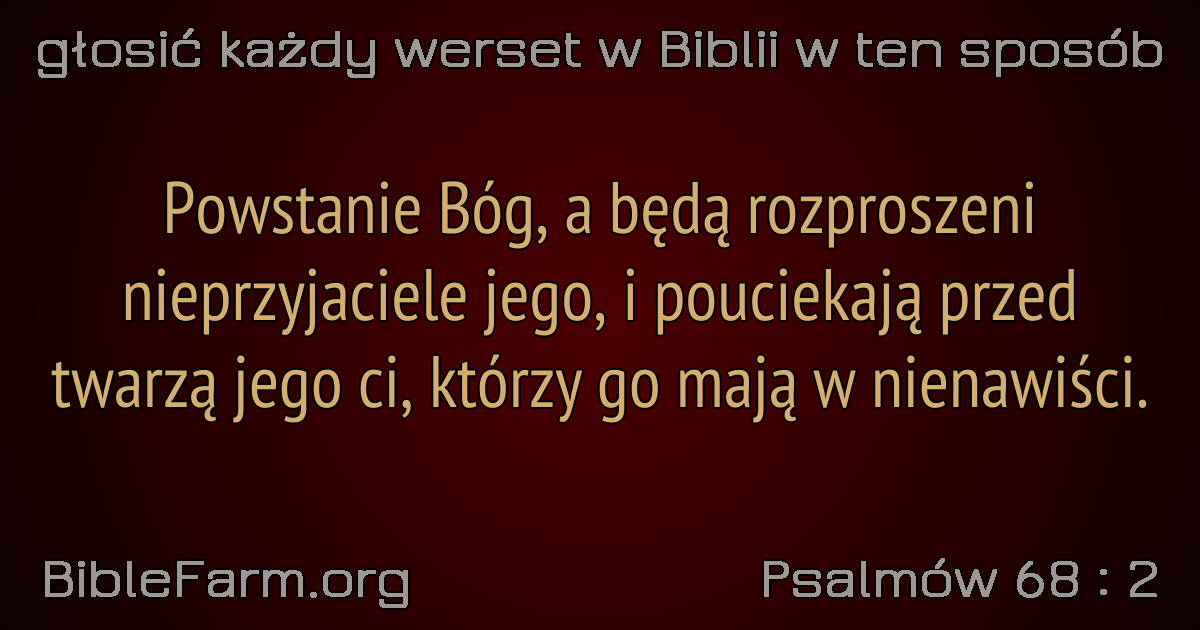 głosić każdy werset w Biblii w ten sposób
Powstanie Bóg, a będą rozproszeni
nieprzyjaciele jego, i pouciekają przed
twarzą jego ci, którzy go mają w nienawiści.
BibleFarm.org
Psalmów 68 : 2